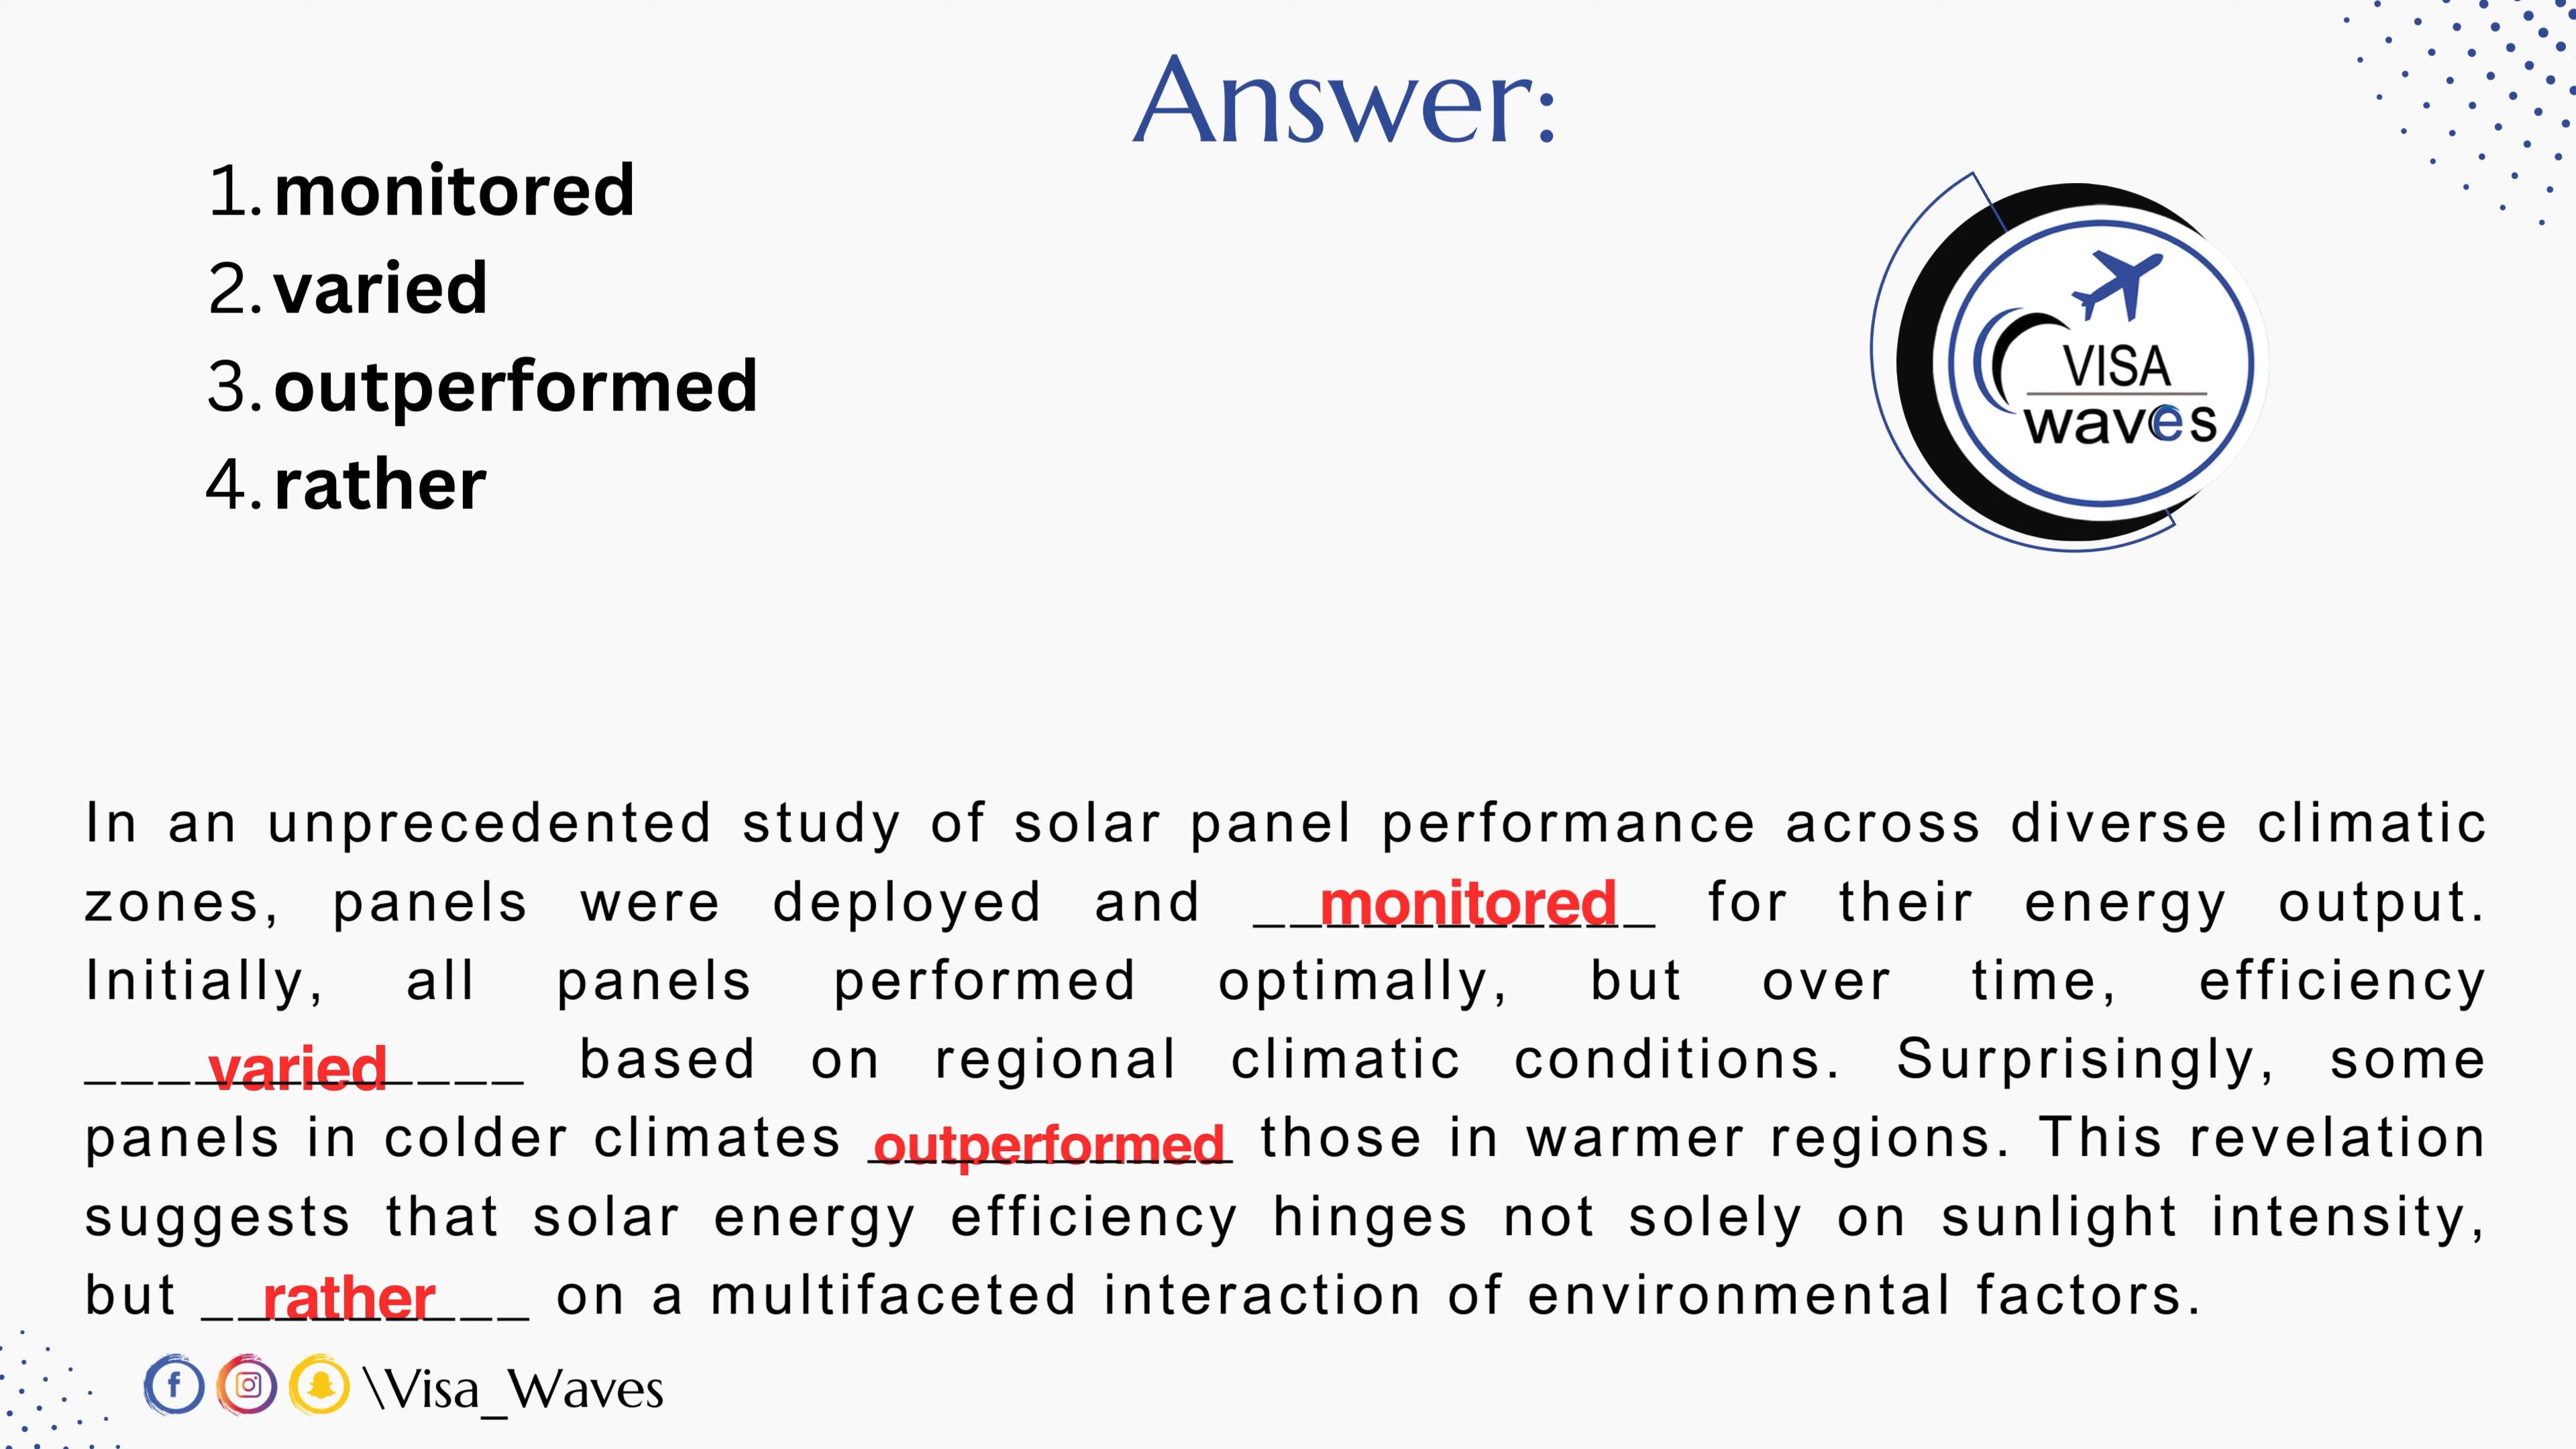 Answer:
1. monitored
2. varied
3. outperformed
4. rather
VISA
waves
In an unprecedented study of solar panel performance across diverse climatic
zones, panels were deployed and __monitored_ for their energy output.
Initially, all panels performed optimally, but over time, efficiency
___varied____ based on regional climatic conditions. Surprisingly, some
panels in colder climates outperformed those in warmer regions. This revelation
suggests that solar energy efficiency hinges not solely on sunlight intensity,
but _rather__ on a multifaceted interaction of environmental factors.
\Visa_Waves